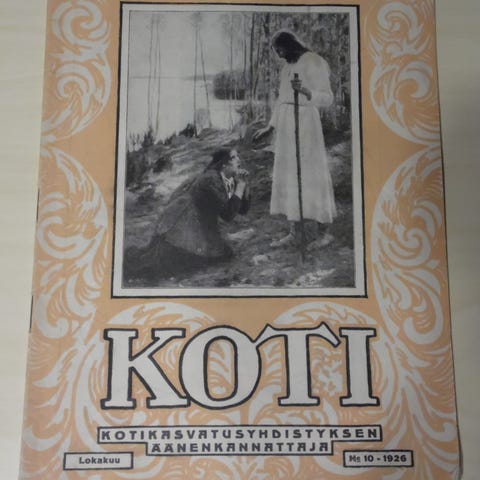 KOTI
KOTIKASVATUSYHDISTYKSEN
ÄÄNENKANNATTAJA
Lokakuu
No 10 - 1926